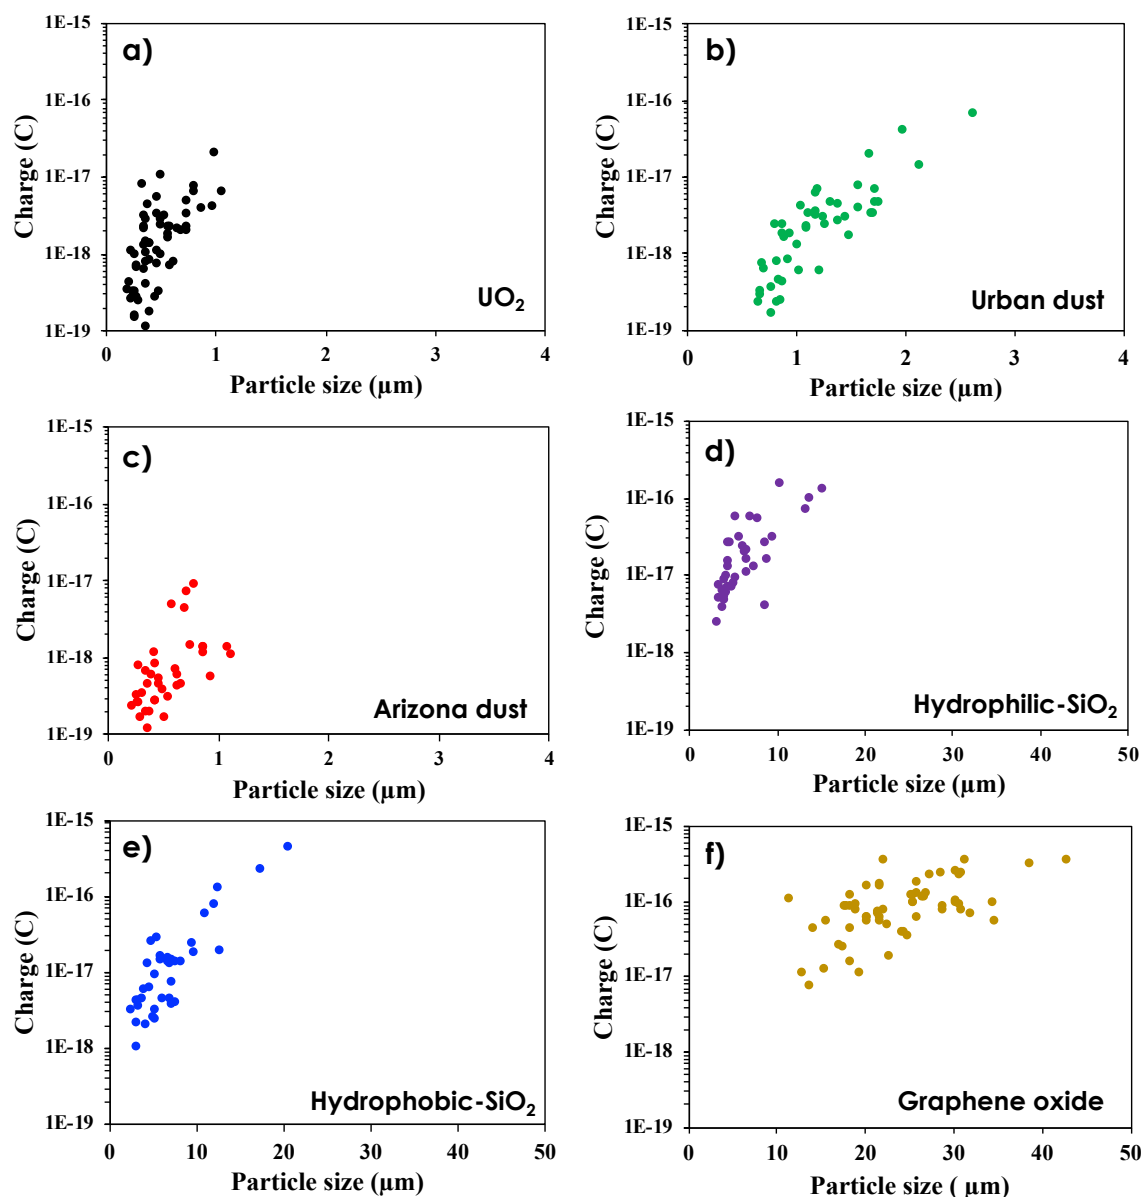 a)
1E-15
1E-16
1E-17
1E-18
1E-19
Charge (C)
UO₂
0 1 2 3 4
Particle size (µm)
b)
1E-15
1E-16
1E-17
1E-18
1E-19
Charge (C)
Urban dust
0 1 2 3 4
Particle size (µm)
c)
1E-15
1E-16
1E-17
1E-18
1E-19
Charge (C)
Arizona dust
0 1 2 3 4
Particle size (µm)
d)
1E-15
1E-16
1E-17
1E-18
1E-19
Charge (C)
Hydrophilic-SiO₂
0 10 20 30 40 50
Particle size (µm)
e)
1E-15
1E-16
1E-17
1E-18
1E-19
Charge (C)
Hydrophobic-SiO₂
0 10 20 30 40 50
Particle size (µm)
f)
1E-15
1E-16
1E-17
1E-18
1E-19
Charge (C)
Graphene oxide
0 10 20 30 40 50
Particle size ( µm)